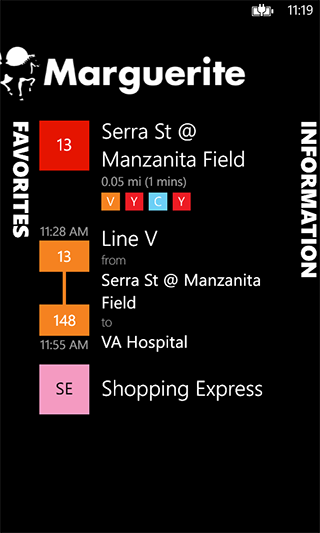 11:19
Marguerite
FAVORITES
INFORMATION
13
Serra St @
Manzanita Field
0.05 mi (1 mins)
V Y C Y
11:28 AM
13
Line V
from
Serra St @ Manzanita
Field
148
to
11:55 AM
VA Hospital
SE
Shopping Express